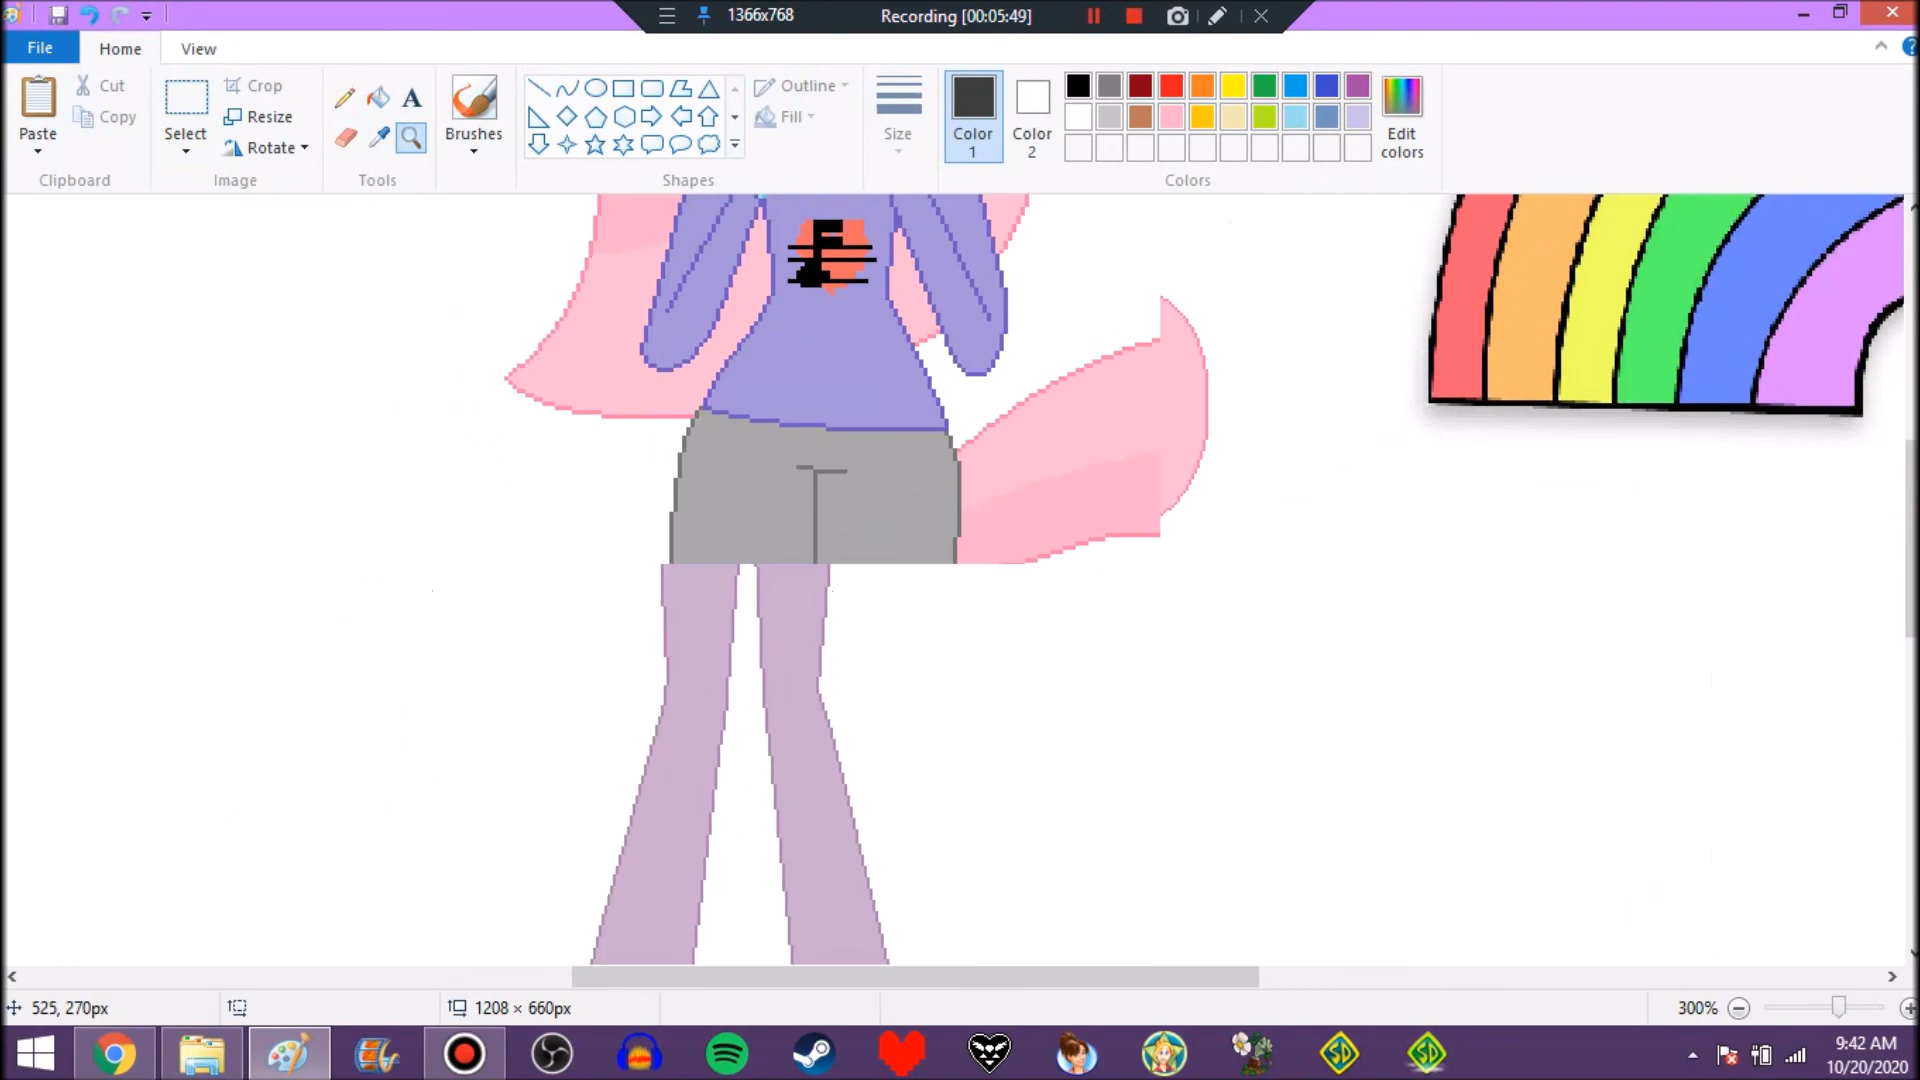 1366x768
Recording [00:05:49]
File
Home
View
Cut
Copy
Paste
Clipboard
Crop
Resize
Rotate
Select
Image
Tools
Brushes
Outline
Fill
Shapes
Size
Color
1
Color
2
Edit
colors
Colors
525, 270px
1208 × 660px
300%
SD
SD
9:42 AM
10/20/2020